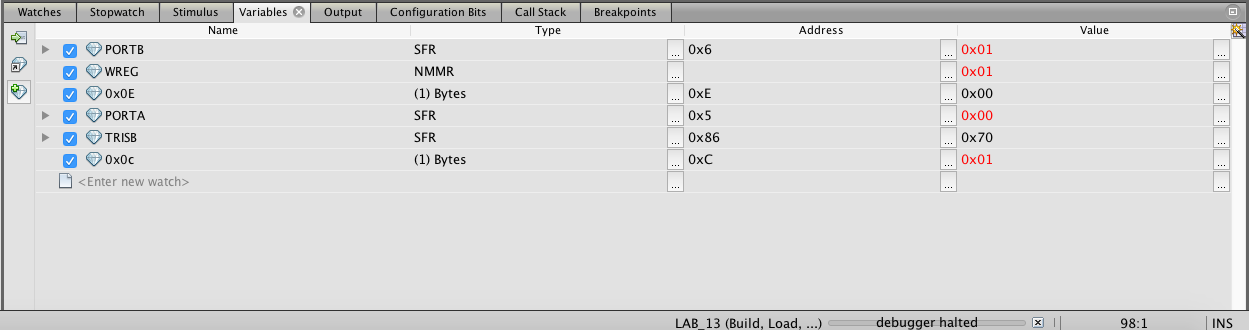 Watches Stopwatch Stimulus Variables Output Configuration Bits Call Stack Breakpoints
Name Type Address Value
PORTB SFR ... 0x6 ... 0x01 ...
WREG NMMR ... ... 0x01 ...
0x0E (1) Bytes ... 0xE ... 0x00 ...
PORTA SFR ... 0x5 ... 0x00 ...
TRISB SFR ... 0x86 ... 0x70 ...
0x0c (1) Bytes ... 0xC ... 0x01 ...
<Enter new watch> ... ... ...
LAB_13 (Build, Load, ...) debugger halted 98:1 INS